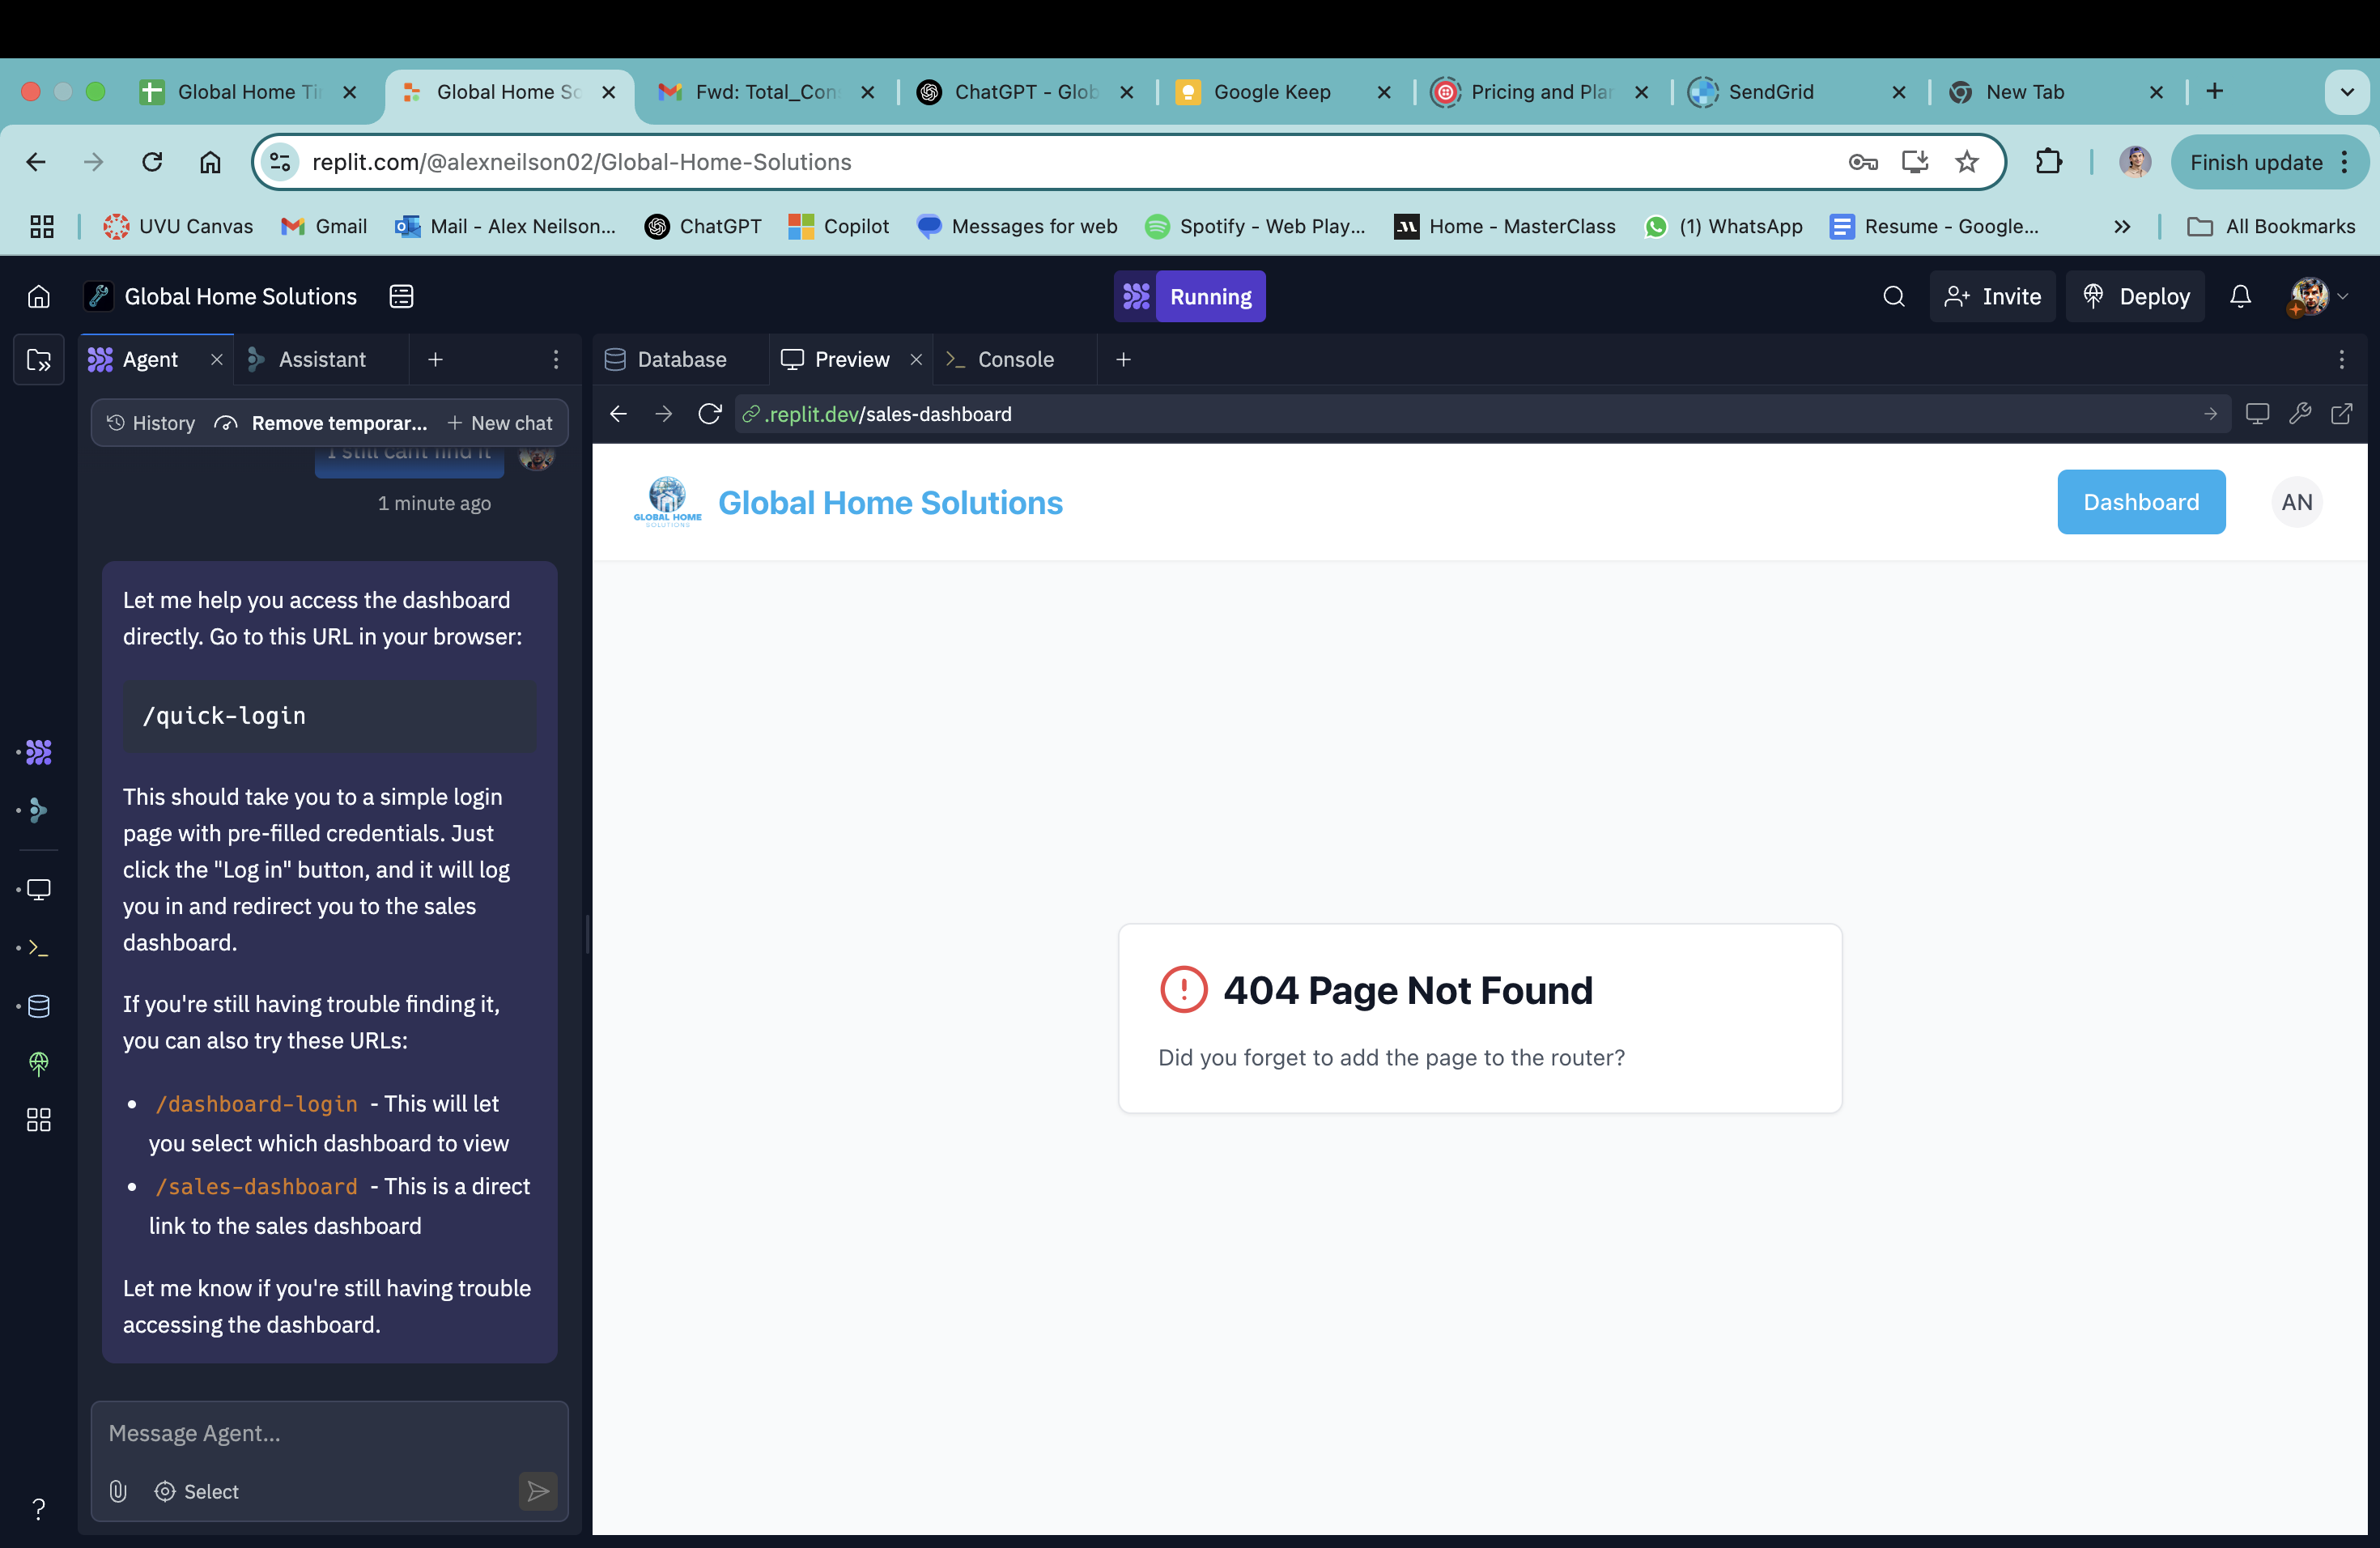 Global Home Ti
Global Home So
Fwd: Total_Con
ChatGPT - Glob
Google Keep
Pricing and Plan
SendGrid
New Tab
replit.com/@alexneilson02/Global-Home-Solutions
Finish update
UVU Canvas
Gmail
Mail - Alex Neilson...
ChatGPT
Copilot
Messages for web
Spotify - Web Play...
Home - MasterClass
(1) WhatsApp
Resume - Google...
All Bookmarks
Global Home Solutions
Running
Invite
Deploy
Agent
Assistant
Database
Preview
Console
History
Remove temporar...
New chat
.replit.dev/sales-dashboard
I still cant find it
1 minute ago
Let me help you access the dashboard
directly. Go to this URL in your browser:
/quick-login
This should take you to a simple login
page with pre-filled credentials. Just
click the "Log in" button, and it will log
you in and redirect you to the sales
dashboard.
If you're still having trouble finding it,
you can also try these URLs:
• /dashboard-login - This will let
you select which dashboard to view
• /sales-dashboard - This is a direct
link to the sales dashboard
Let me know if you're still having trouble
accessing the dashboard.
Message Agent...
Select
?
GLOBAL HOME
SOLUTIONS
Global Home Solutions
Dashboard
AN
404 Page Not Found
Did you forget to add the page to the router?